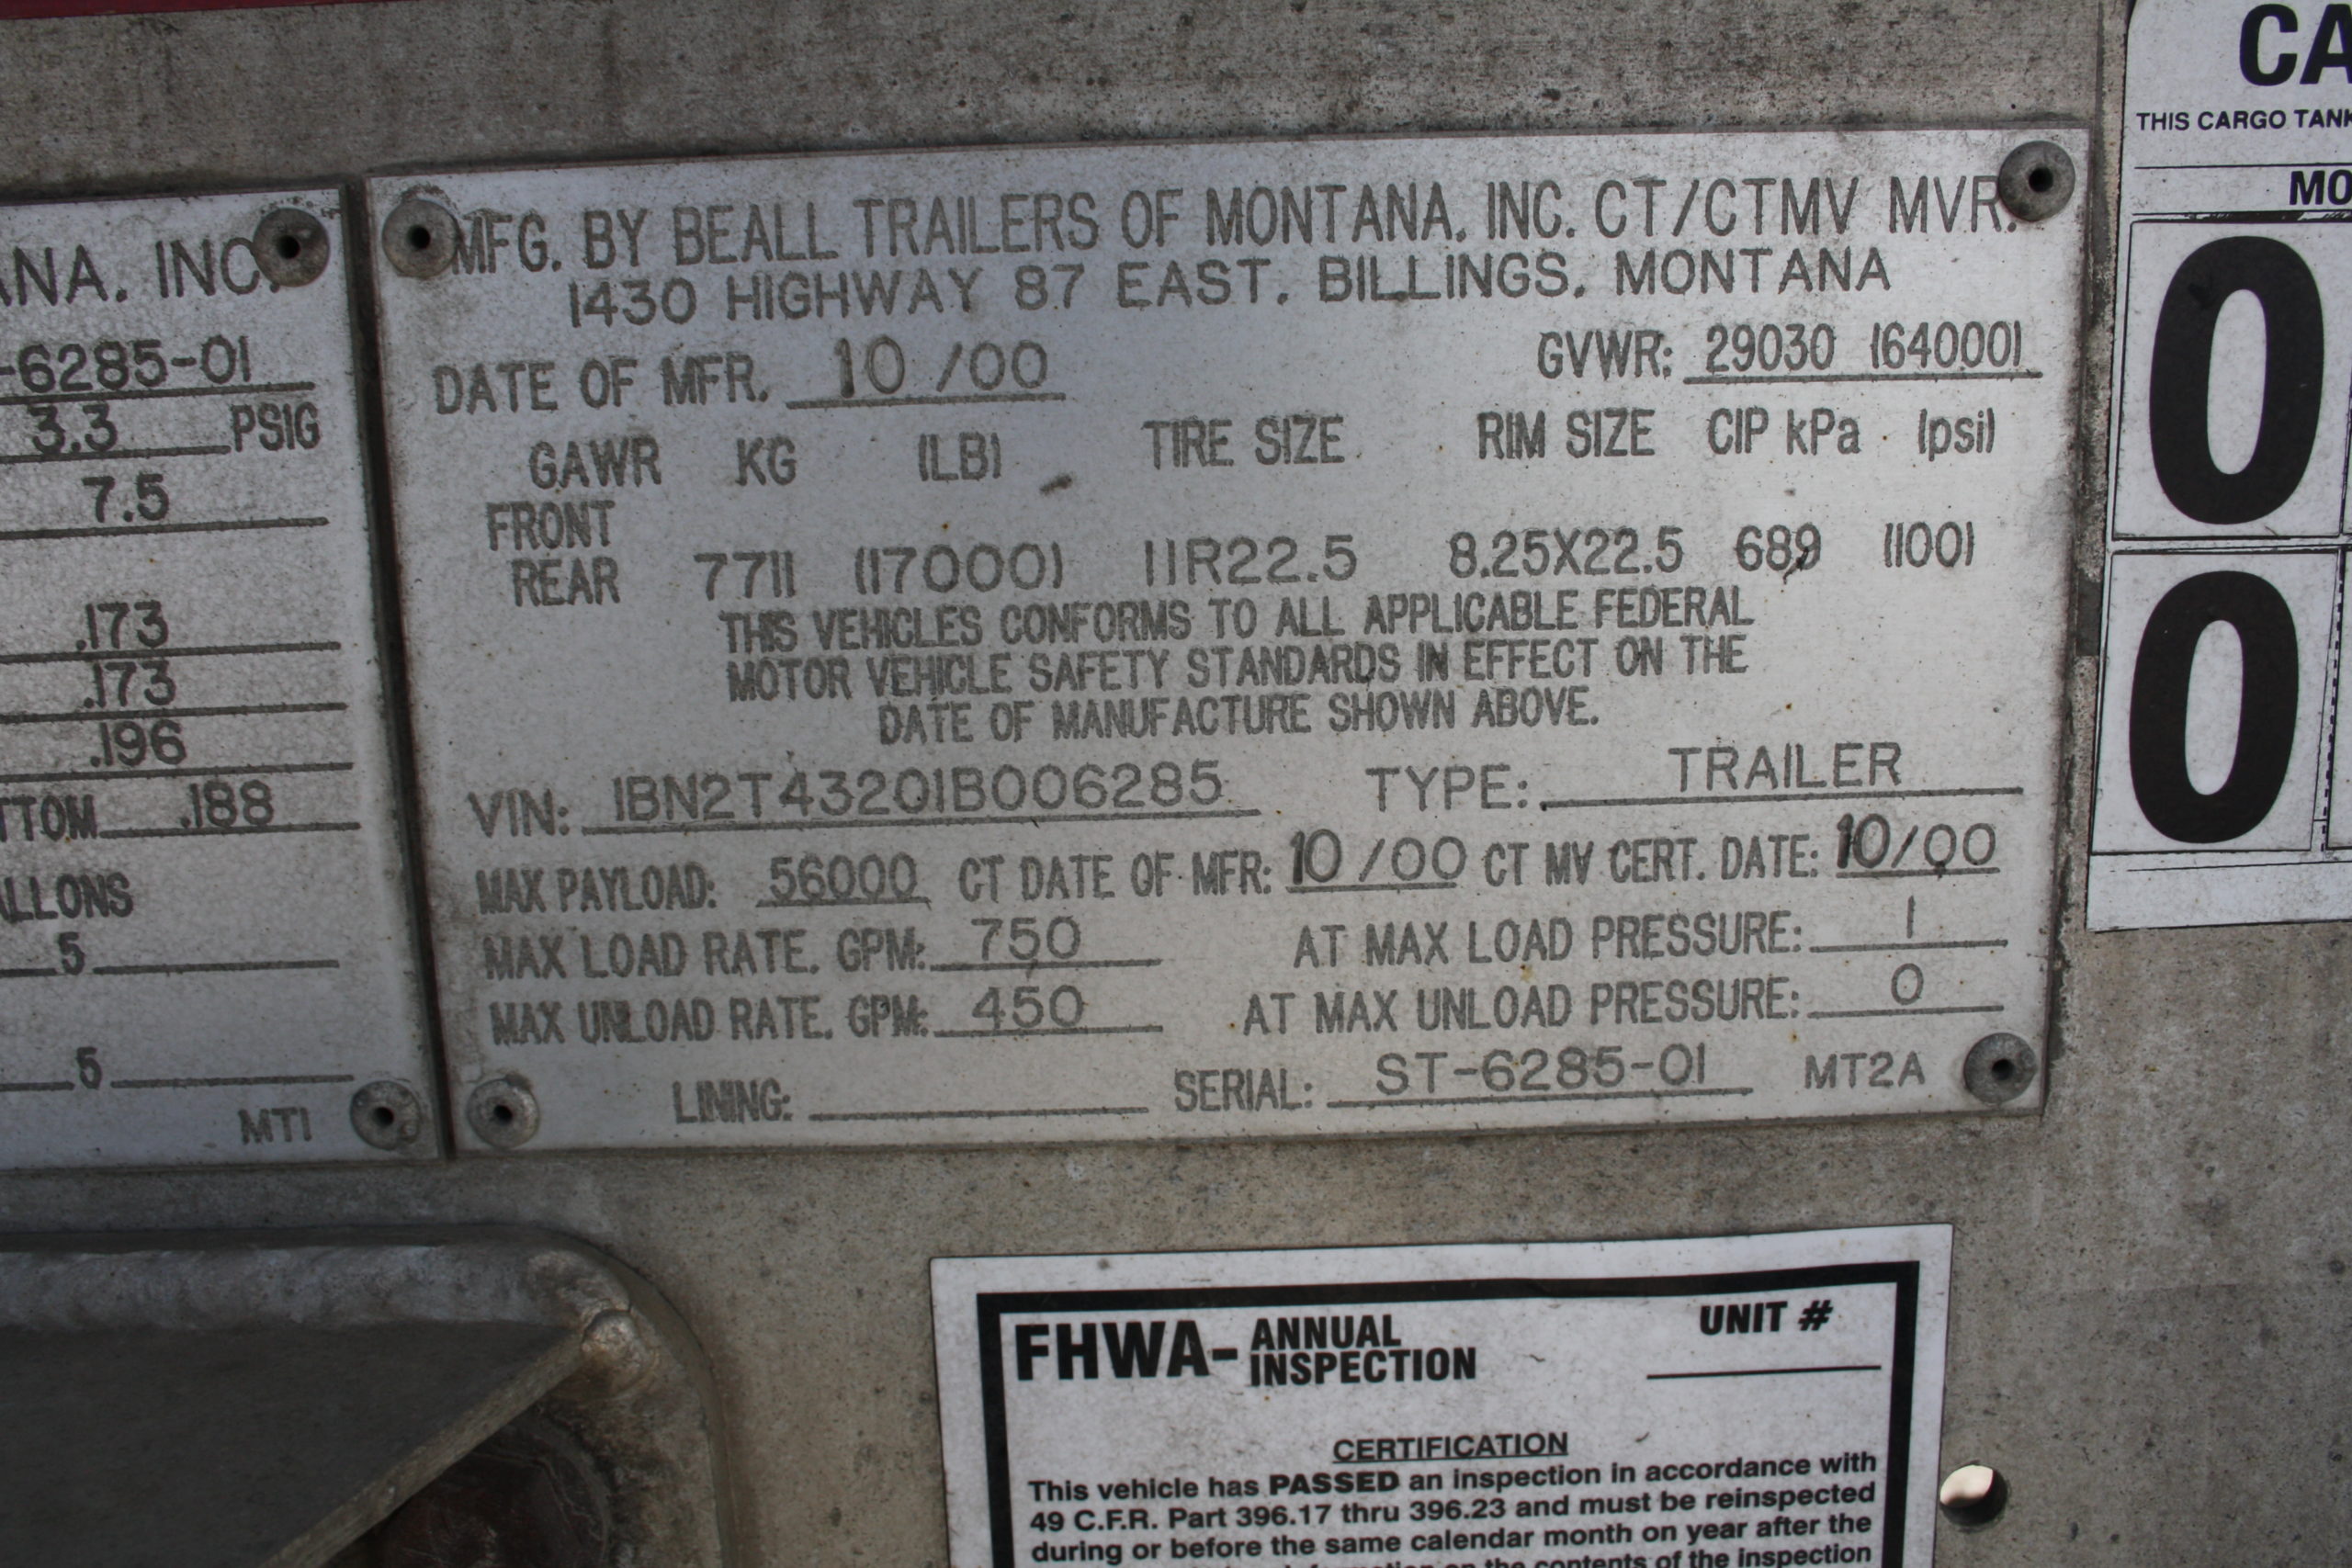 ANA, INC.
-6285-01
3.3 PSIG
7.5
.173
.173
.196
TTOM .188
ALLONS
5
5
MT1
MFG. BY BEALL TRAILERS OF MONTANA, INC. CT/CTMV MVR.
1430 HIGHWAY 87 EAST, BILLINGS, MONTANA
DATE OF MFR. 10/00 GVWR: 29030 (64000)
GAWR KG (LB) TIRE SIZE RIM SIZE CIP kPa (psi)
FRONT
REAR 7711 (17000) 11R22.5 8.25X22.5 689 (100)
THIS VEHICLES CONFORMS TO ALL APPLICABLE FEDERAL
MOTOR VEHICLE SAFETY STANDARDS IN EFFECT ON THE
DATE OF MANUFACTURE SHOWN ABOVE.
VIN: 1BN2T43201B006285 TYPE: TRAILER
MAX PAYLOAD: 56000 CT DATE OF MFR: 10/00 CT MV CERT. DATE: 10/00
MAX LOAD RATE, GPM: 750 AT MAX LOAD PRESSURE: 1
MAX UNLOAD RATE, GPM: 450 AT MAX UNLOAD PRESSURE: 0
LINING: SERIAL: ST-6285-01 MT2A
CA
THIS CARGO TANK
MO
0
0
FHWA- ANNUAL INSPECTION UNIT #
CERTIFICATION
This vehicle has PASSED an inspection in accordance with
49 C.F.R. Part 396.17 thru 396.23 and must be reinspected
during or before the same calendar month on year after the
on the contents of the inspection